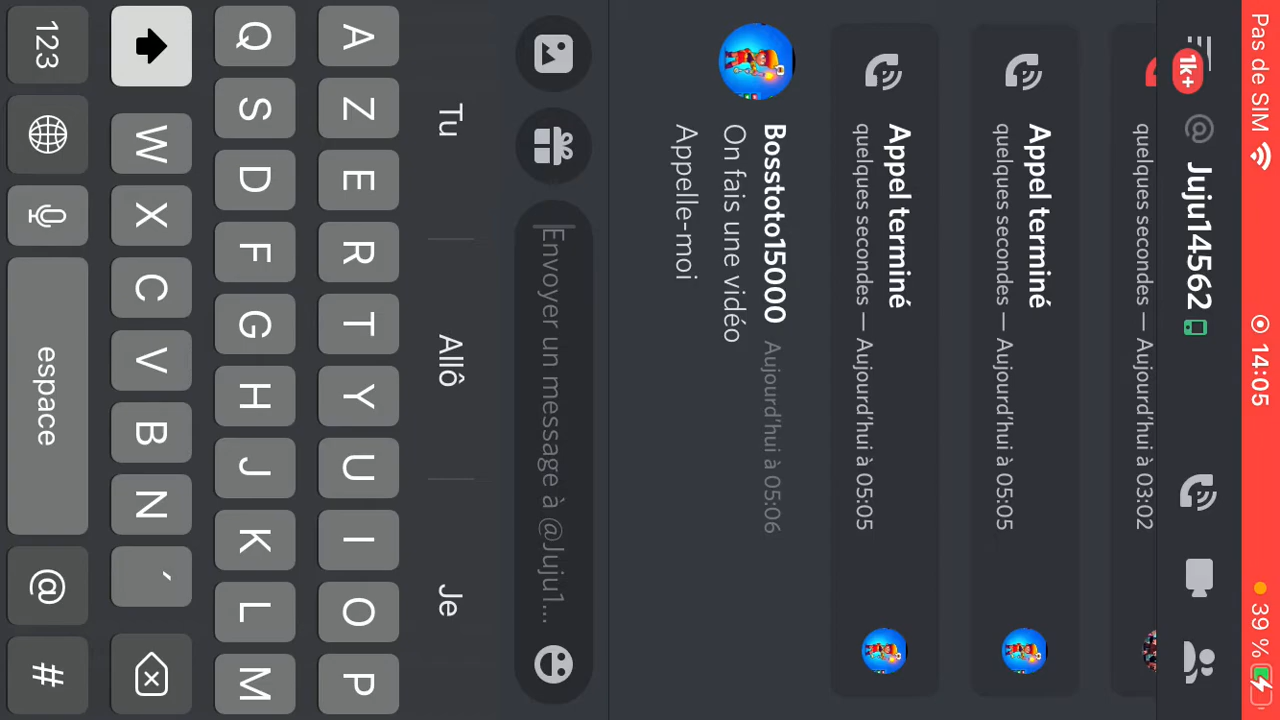 Pas de SIM 14:05 39 %
1k+ @ Juju14562
quelques secondes — Aujourd'hui à 03:02
Appel terminé
quelques secondes — Aujourd'hui à 05:05
Appel terminé
quelques secondes — Aujourd'hui à 05:05
Bosstoto15000 Aujourd'hui à 05:06
On fais une vidéo
Appelle-moi
Envoyer un message à @Juju1...
Tu Allô Je
A Z E R T Y U I O P
Q S D F G H J K L M
W X C V B N ´
123 espace @ #